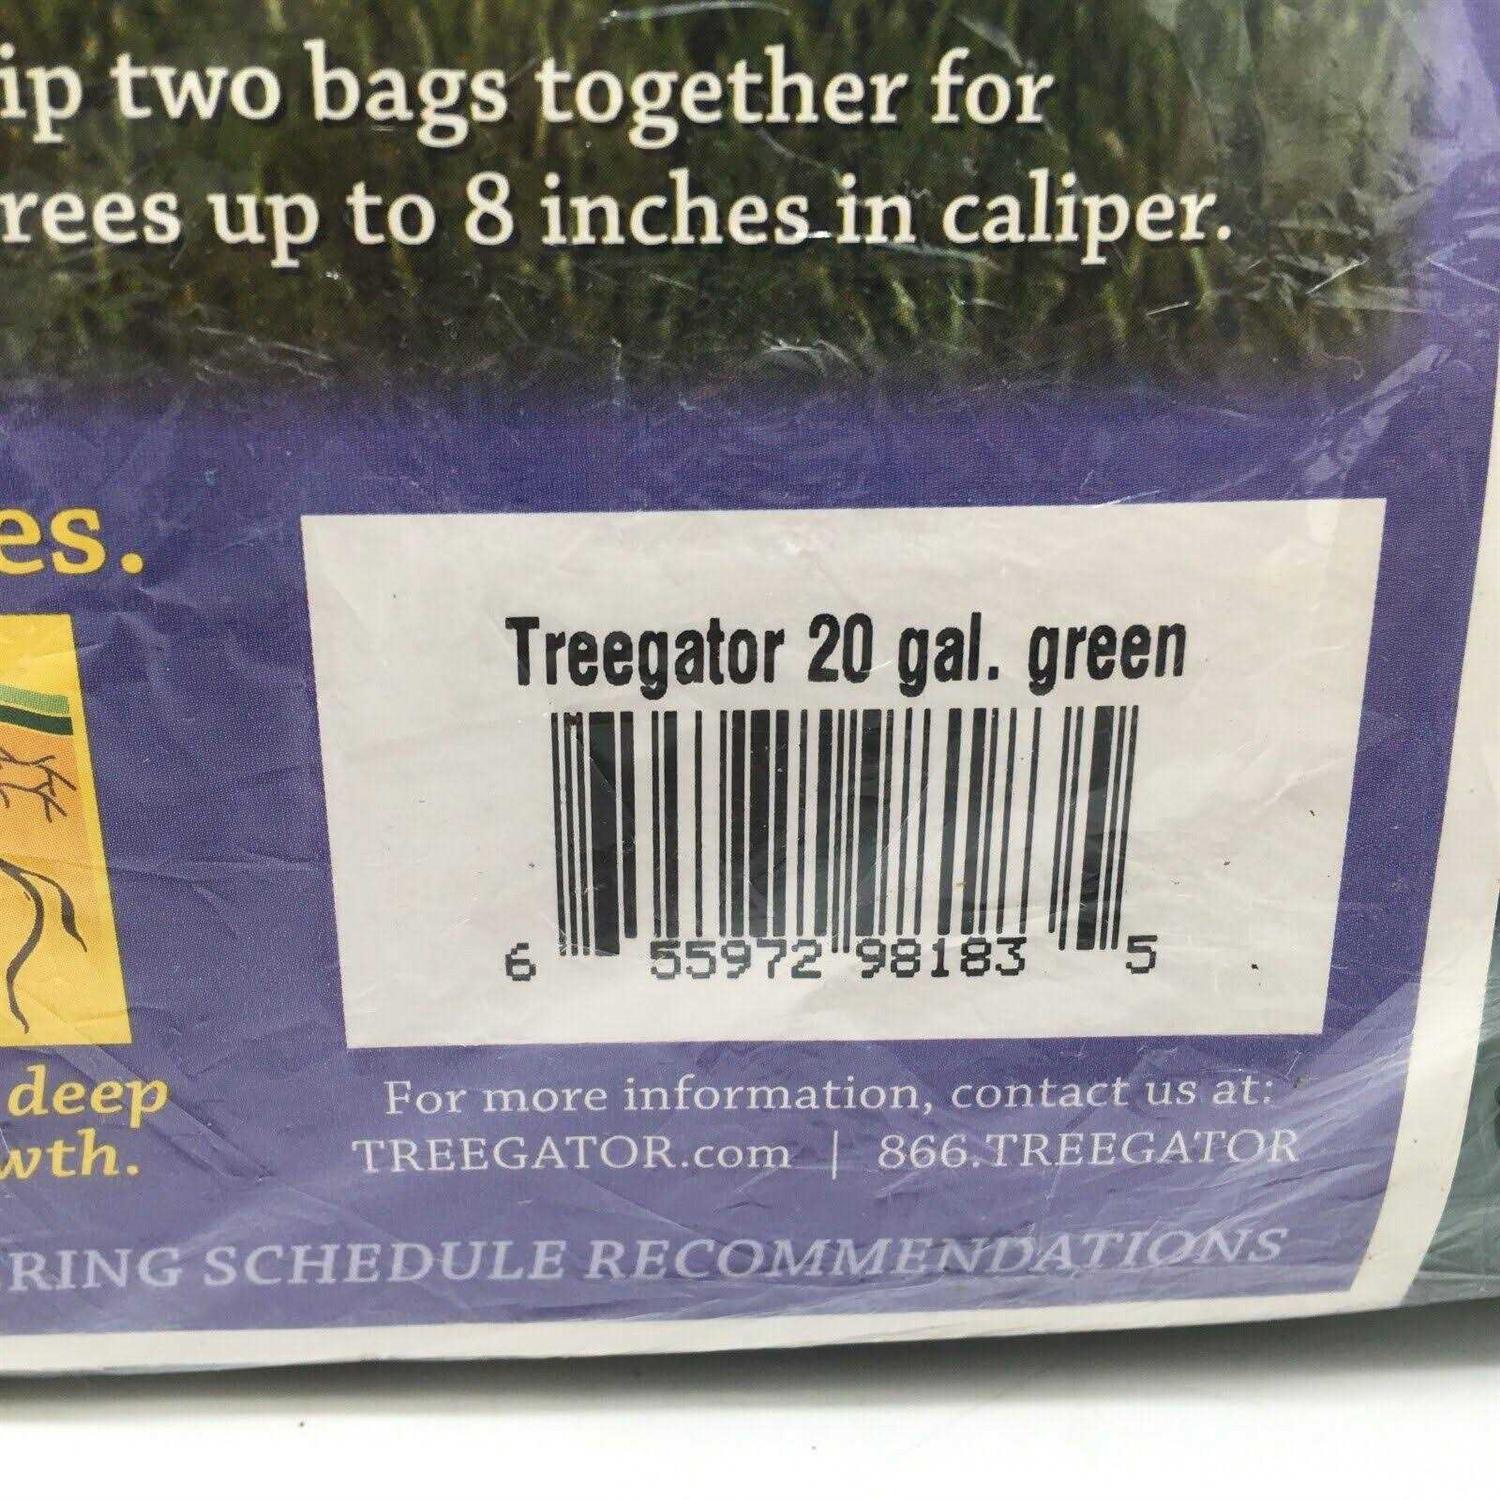 ip two bags together for
rees up to 8 inches in caliper.
es.
Treegator 20 gal. green
6 55972 98183 5
deep
wth.
For more information, contact us at:
TREEGATOR.com | 866.TREEGATOR
RING SCHEDULE RECOMMENDATIONS